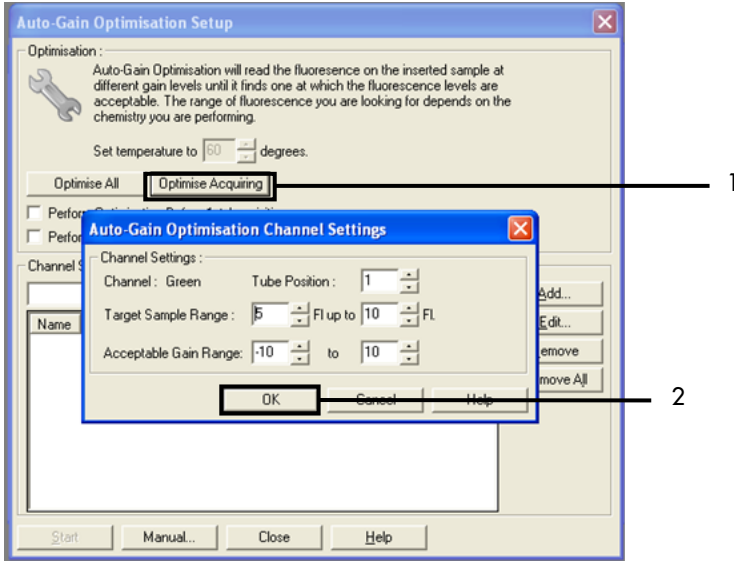 Auto-Gain Optimisation Setup
Optimisation :
Auto-Gain Optimisation will read the fluoresence on the inserted sample at
different gain levels until it finds one at which the fluorescence levels are
acceptable. The range of fluorescence you are looking for depends on the
chemistry you are performing.
Set temperature to 60 degrees.
Optimise All Optimise Acquiring 1
Auto-Gain Optimisation Channel Settings
Channel Settings :
Channel : Green Tube Position : 1
Target Sample Range : 5 Fl up to 10 Fl.
Acceptable Gain Range: -10 to 10
OK Cancel Help 2
Name
Add...
Edit...
Start Manual... Close Help